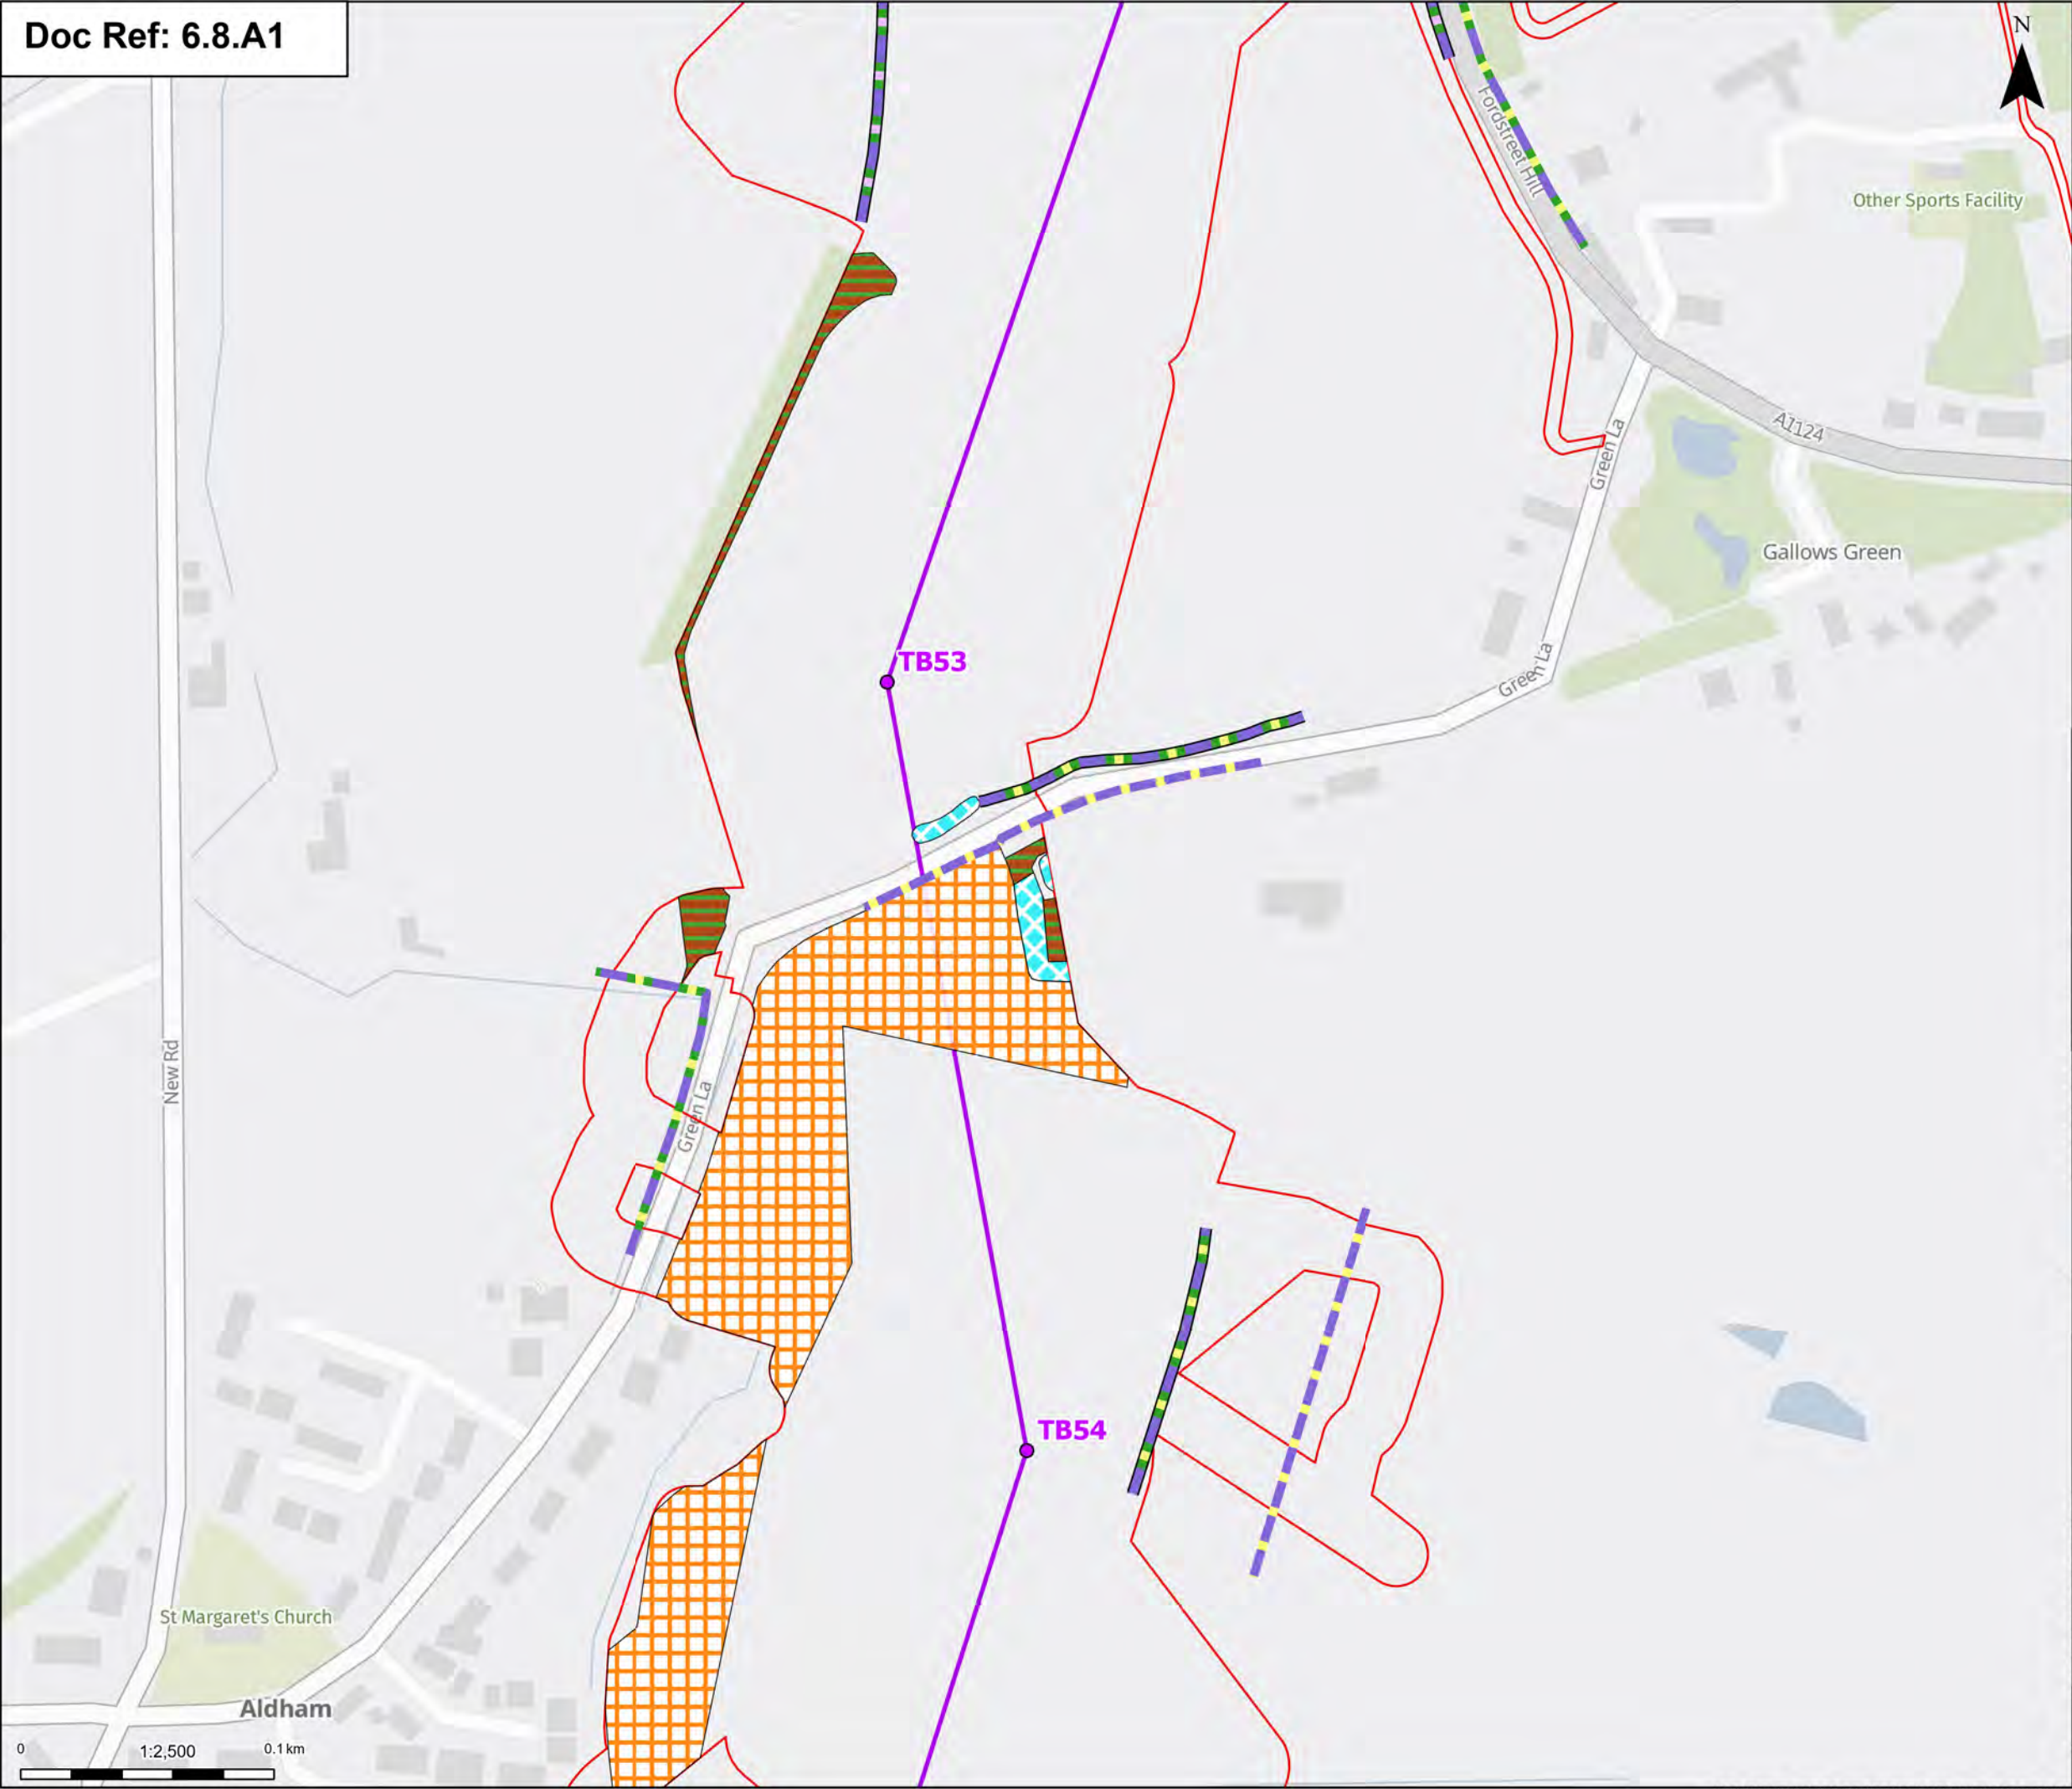 Doc Ref: 6.8.A1
N
Fordstreet Hill
Other Sports Facility
A1124
Green La
Gallows Green
TB53
Green La
New Rd
Green La
TB54
St Margaret's Church
Aldham
0 1:2,500 0.1 km